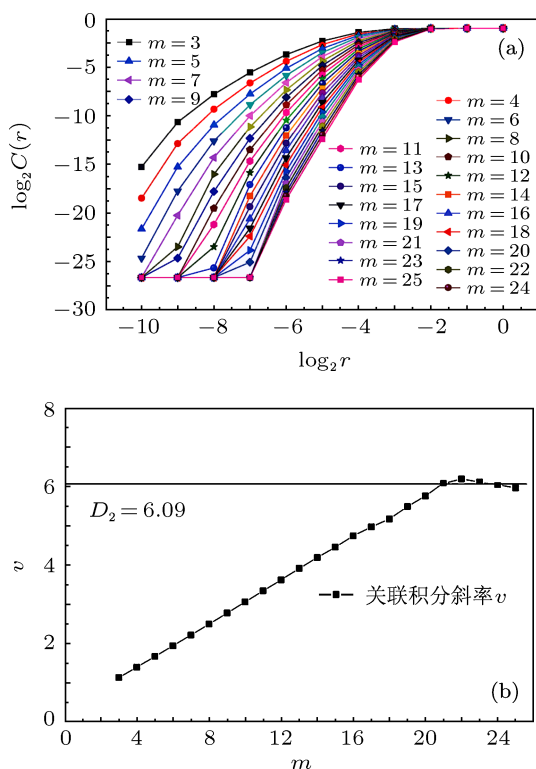 0
−5
−10
−15
−20
−25
−30
log₂C(r)
(a)
m = 3
m = 5
m = 7
m = 9
m = 11
m = 13
m = 15
m = 17
m = 19
m = 21
m = 23
m = 25
m = 4
m = 6
m = 8
m = 10
m = 12
m = 14
m = 16
m = 18
m = 20
m = 22
m = 24
−10 −8 −6 −4 −2 0
log₂r
8
6
4
2
0
v
D₂ = 6.09
关联积分斜率v
(b)
0 4 8 12 16 20 24
m